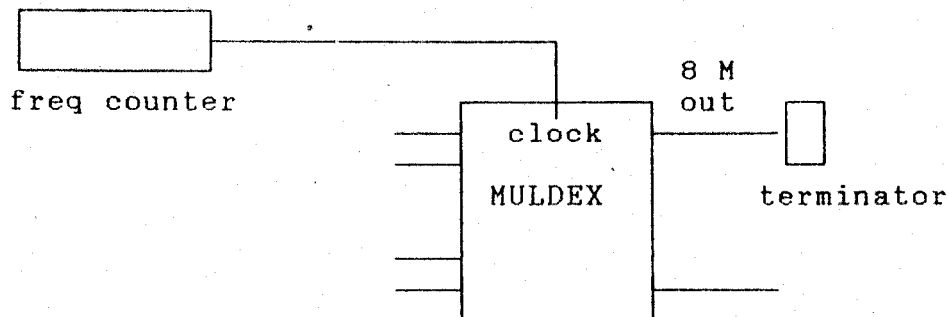 8 M
freq counter
out
clock
MULDEX
terminator